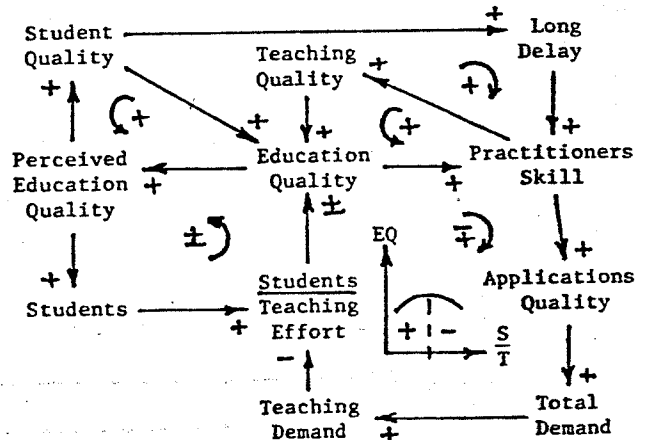 Student
Quality
+
Teaching
Quality
+
Long
Delay
+
+
+
+
+
+
+
+
Perceived
Education
Quality
+
Education
Quality
+
Practitioners
Skill
+
±
±
EQ
∓
+
Students
+
Students
Teaching
Effort
−
+ | −
S
T
Applications
Quality
+
+
Teaching
Demand
+
Total
Demand